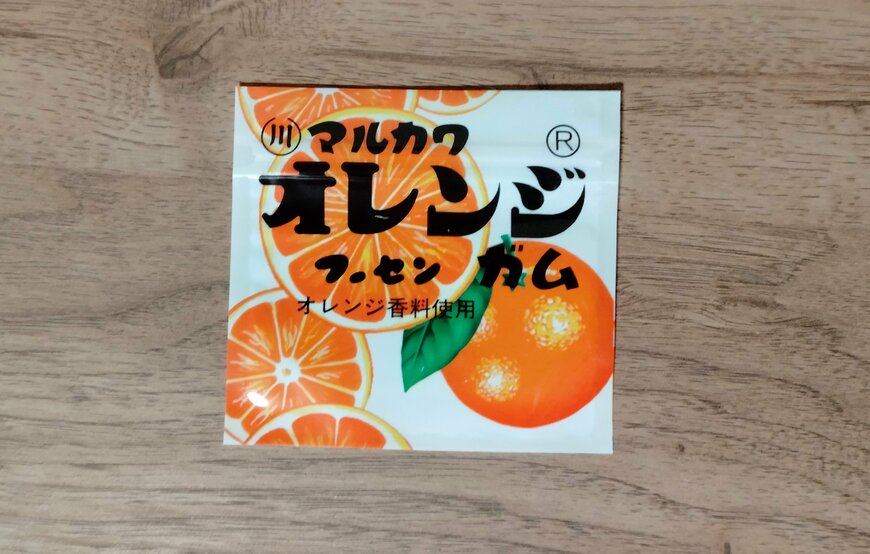 川 マルカワ ®
オレンジ
フーセン ガム
オレンジ香料使用